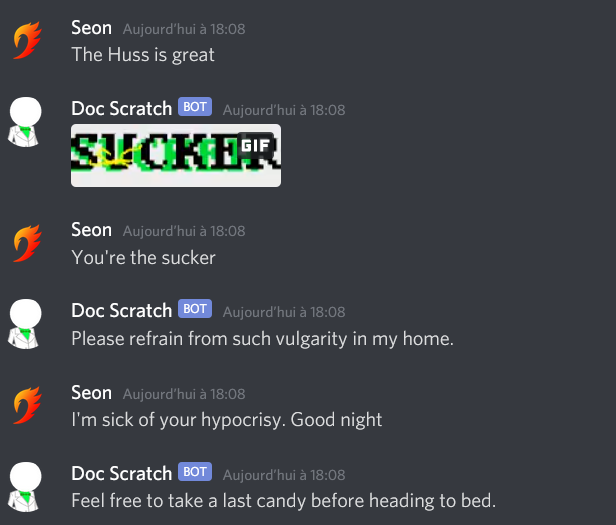 Seon Aujourd'hui à 18:08
The Huss is great
Doc Scratch BOT Aujourd'hui à 18:08
SUCKER GIF
Seon Aujourd'hui à 18:08
You're the sucker
Doc Scratch BOT Aujourd'hui à 18:08
Please refrain from such vulgarity in my home.
Seon Aujourd'hui à 18:08
I'm sick of your hypocrisy. Good night
Doc Scratch BOT Aujourd'hui à 18:08
Feel free to take a last candy before heading to bed.